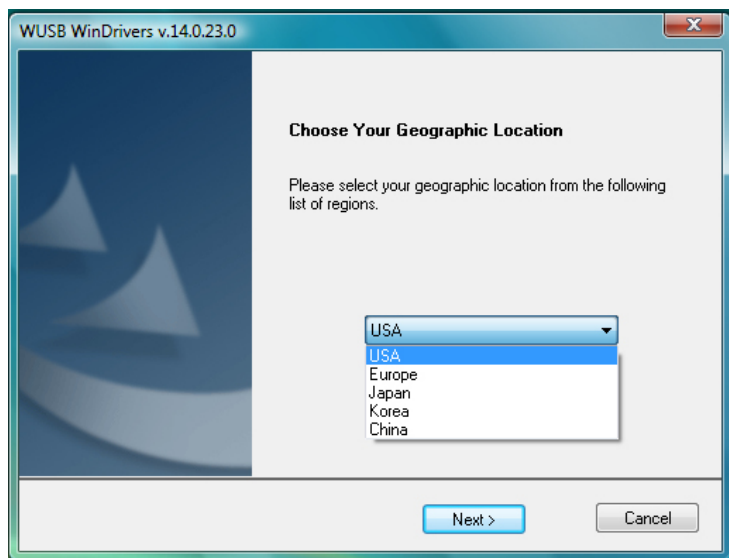 WUSB WinDrivers v.14.0.23.0
Choose Your Geographic Location
Please select your geographic location from the following
list of regions.
USA
USA
Europe
Japan
Korea
China
Next >
Cancel